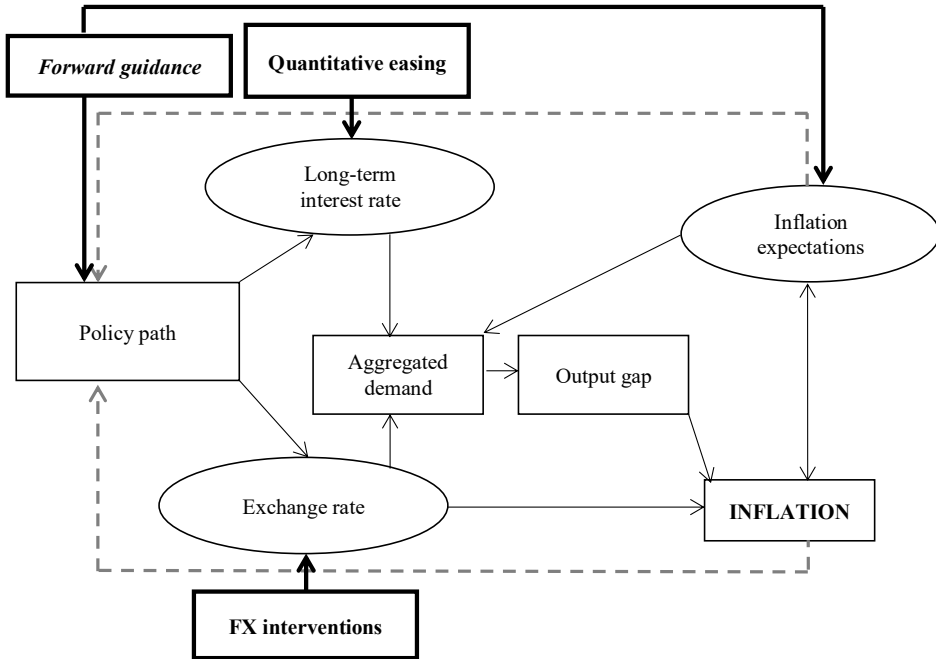 Forward guidance
Quantitative easing
Long-term
interest rate
Inflation
expectations
Policy path
Aggregated
demand
Output gap
Exchange rate
INFLATION
FX interventions